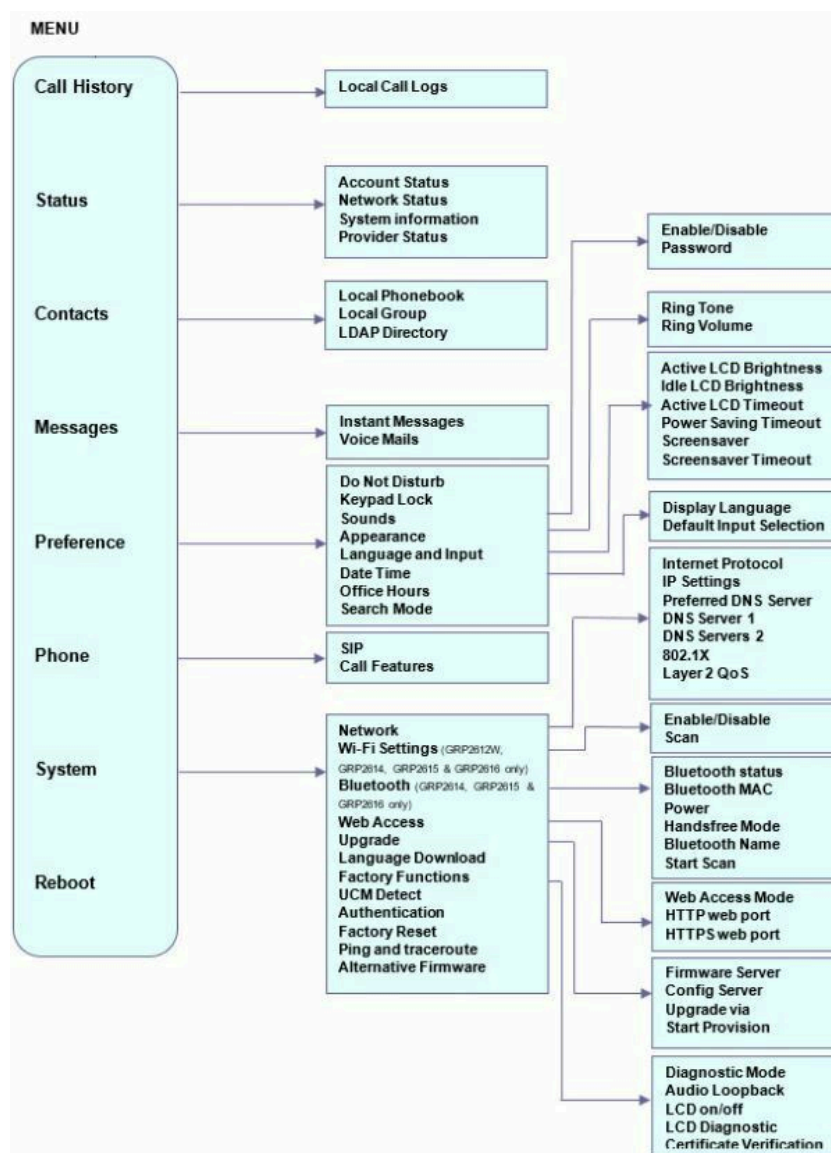 MENU
Call History
Status
Contacts
Messages
Preference
Phone
System
Reboot
Local Call Logs
Account Status
Network Status
System information
Provider Status
Local Phonebook
Local Group
LDAP Directory
Instant Messages
Voice Mails
Do Not Disturb
Keypad Lock
Sounds
Appearance
Language and Input
Date Time
Office Hours
Search Mode
SIP
Call Features
Network
Wi-Fi Settings (GRP2612W,
GRP2614, GRP2615 & GRP2616 only)
Bluetooth (GRP2614, GRP2615 &
GRP2616 only)
Web Access
Upgrade
Language Download
Factory Functions
UCM Detect
Authentication
Factory Reset
Ping and traceroute
Alternative Firmware
Enable/Disable
Password
Ring Tone
Ring Volume
Active LCD Brightness
Idle LCD Brightness
Active LCD Timeout
Power Saving Timeout
Screensaver
Screensaver Timeout
Display Language
Default Input Selection
Internet Protocol
IP Settings
Preferred DNS Server
DNS Server 1
DNS Servers 2
802.1X
Layer 2 QoS
Enable/Disable
Scan
Bluetooth status
Bluetooth MAC
Power
Handsfree Mode
Bluetooth Name
Start Scan
Web Access Mode
HTTP web port
HTTPS web port
Firmware Server
Config Server
Upgrade via
Start Provision
Diagnostic Mode
Audio Loopback
LCD on/off
LCD Diagnostic
Certificate Verification